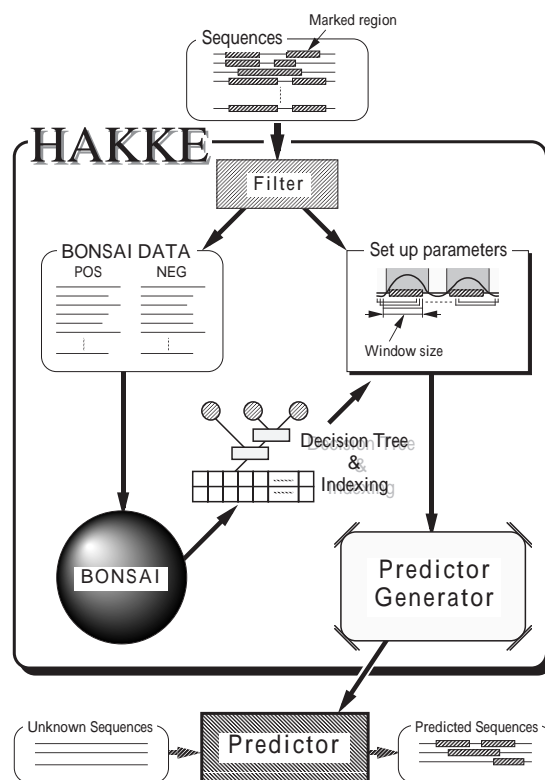 Marked region
Sequences
HAKKE
Filter
BONSAI DATA
POS NEG
Set up parameters
Window size
Decision Tree
&
Indexing
BONSAI
Predictor
Generator
Unknown Sequences
Predictor
Predicted Sequences